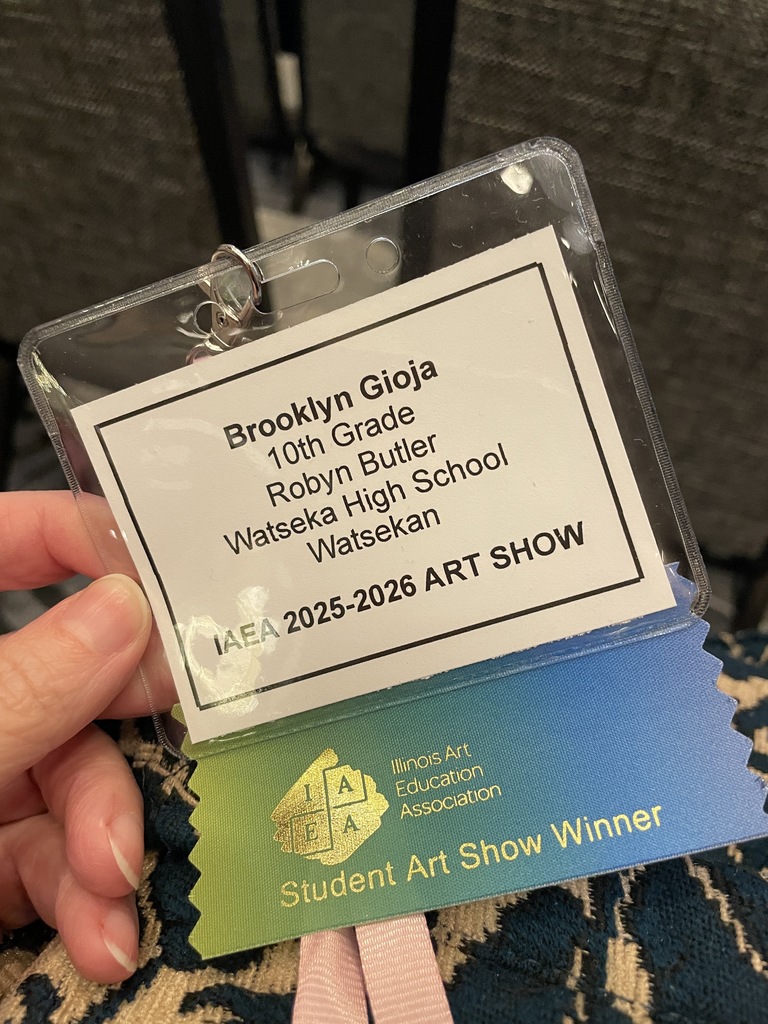 Brooklyn Gioja
10th Grade
Robyn Butler
Watseka High School
Watsekan
IAEA 2025-2026 ART SHOW
I A
E A
Illinois Art
Education
Association
Student Art Show Winner